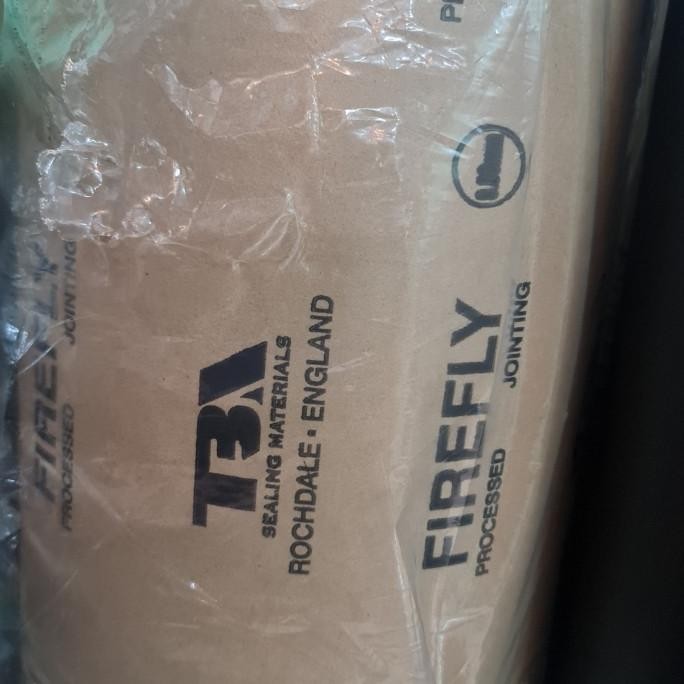 FIREFLY
PROCESSED JOINTING
TBA
SEALING MATERIALS
ROCHDALE · ENGLAND
FIREFLY
PROCESSED JOINTING